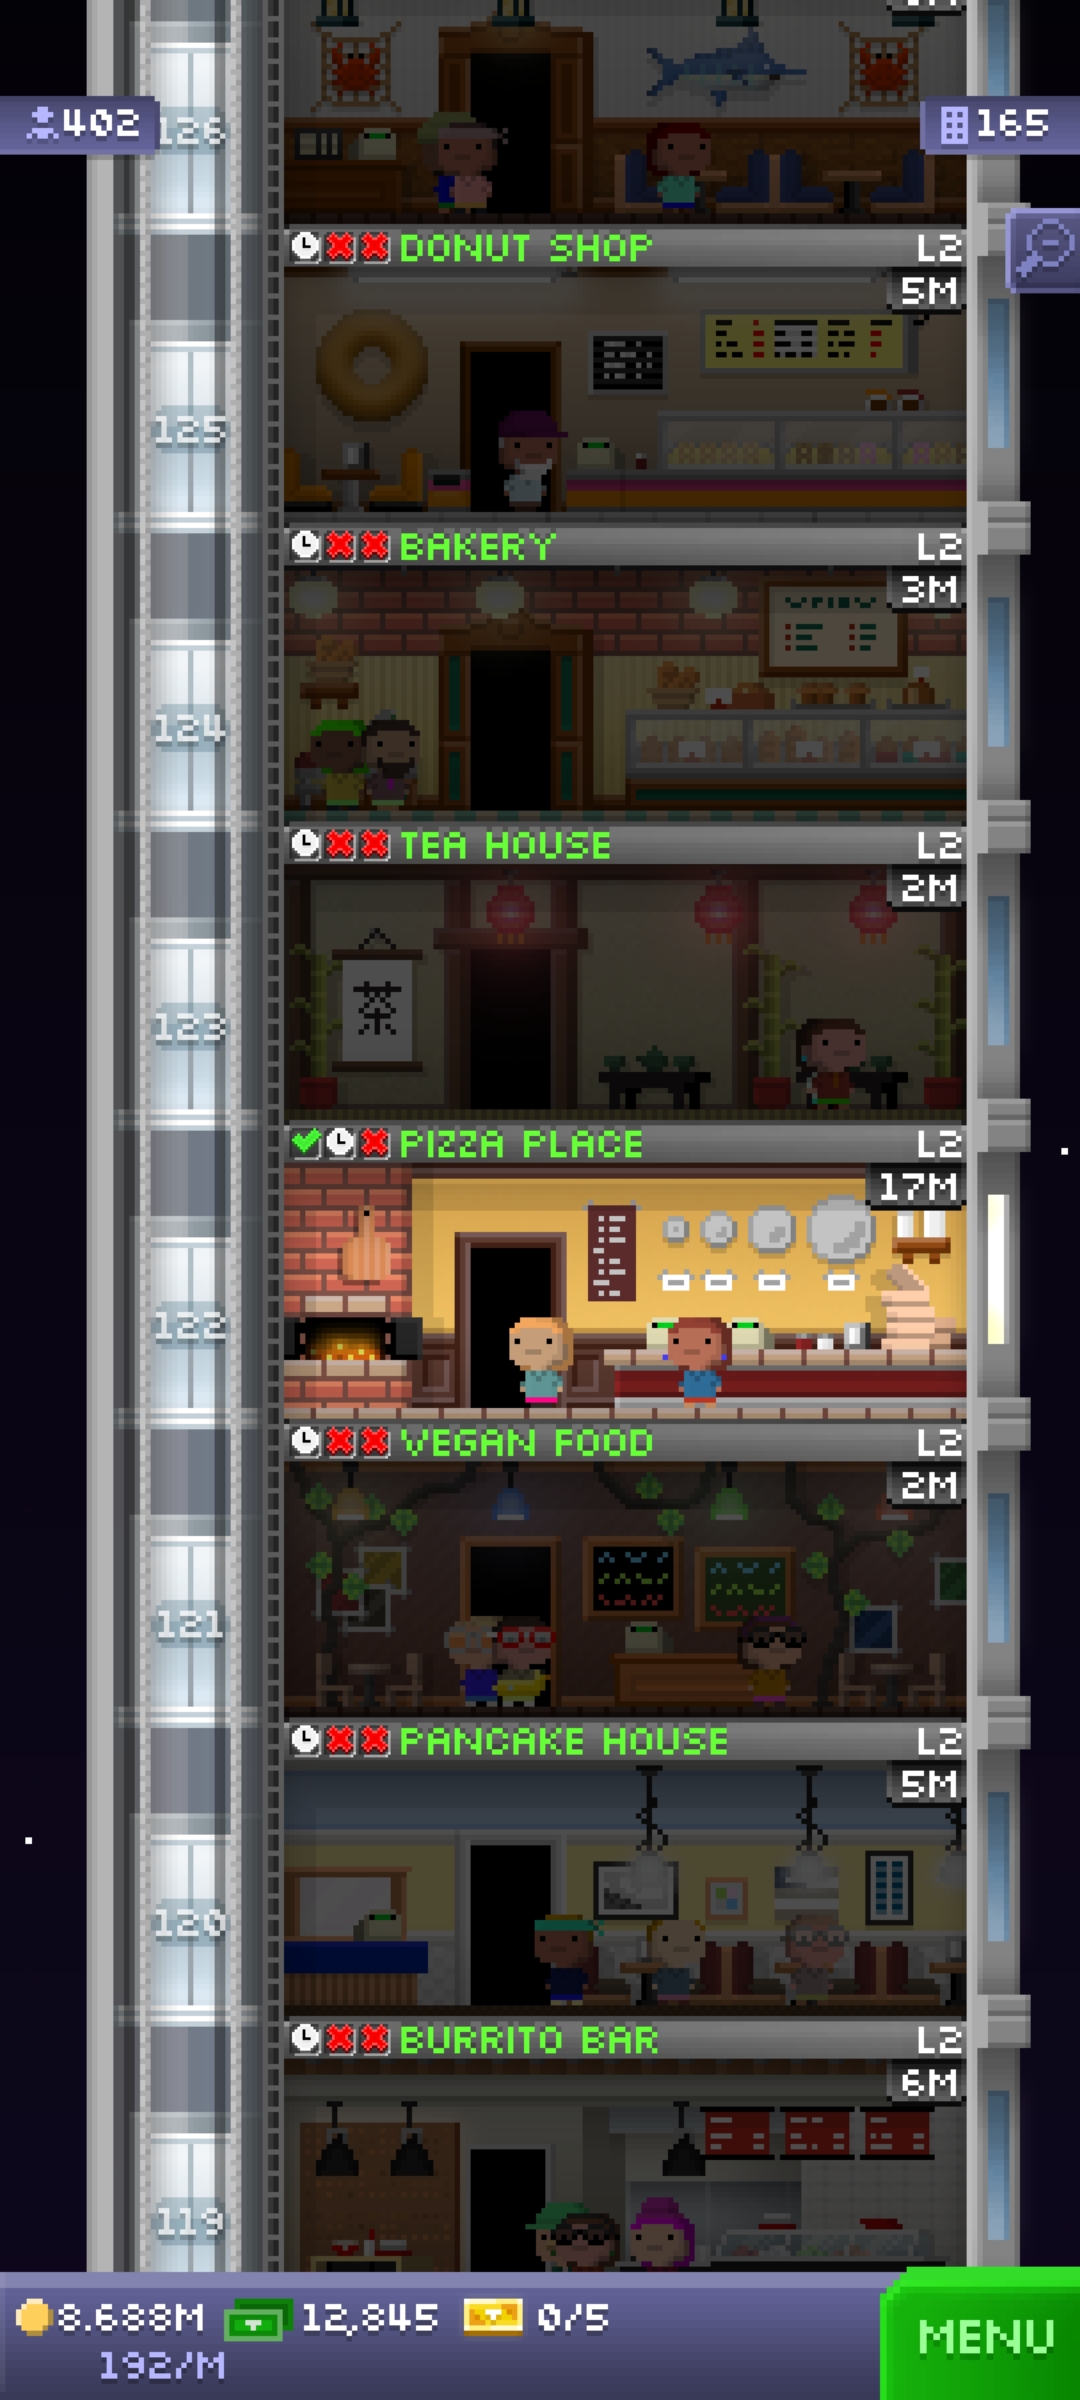 402
126
165
DONUT SHOP L2
5M
125
BAKERY L2
3M
124
TEA HOUSE L2
2M
茶
123
PIZZA PLACE L2
17M
122
VEGAN FOOD L2
2M
121
PANCAKE HOUSE L2
5M
120
BURRITO BAR L2
6M
119
8.688M 12,845 0/5
192/M
MENU